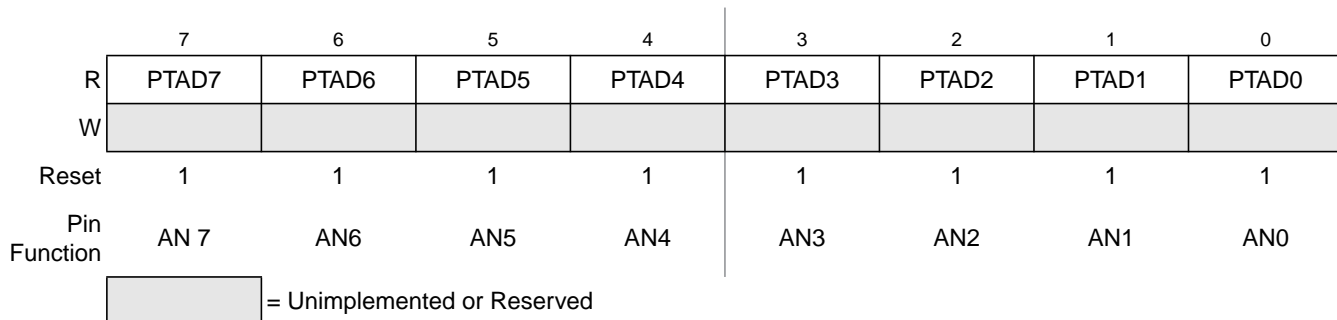 7 6 5 4 3 2 1 0
R PTAD7 PTAD6 PTAD5 PTAD4 PTAD3 PTAD2 PTAD1 PTAD0
W
Reset 1 1 1 1 1 1 1 1
Pin
Function AN 7 AN6 AN5 AN4 AN3 AN2 AN1 AN0
= Unimplemented or Reserved